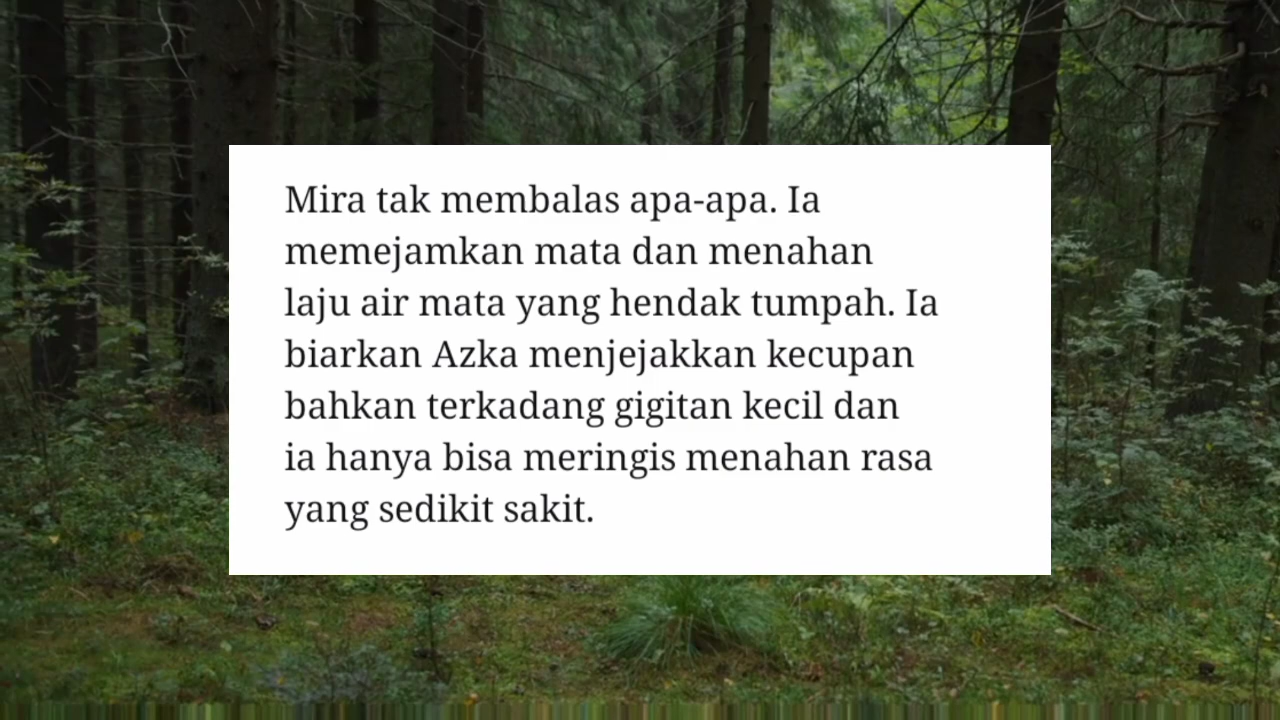 Mira tak membalas apa-apa. Ia
memejamkan mata dan menahan
laju air mata yang hendak tumpah. Ia
biarkan Azka menjejakkan kecupan
bahkan terkadang gigitan kecil dan
ia hanya bisa meringis menahan rasa
yang sedikit sakit.